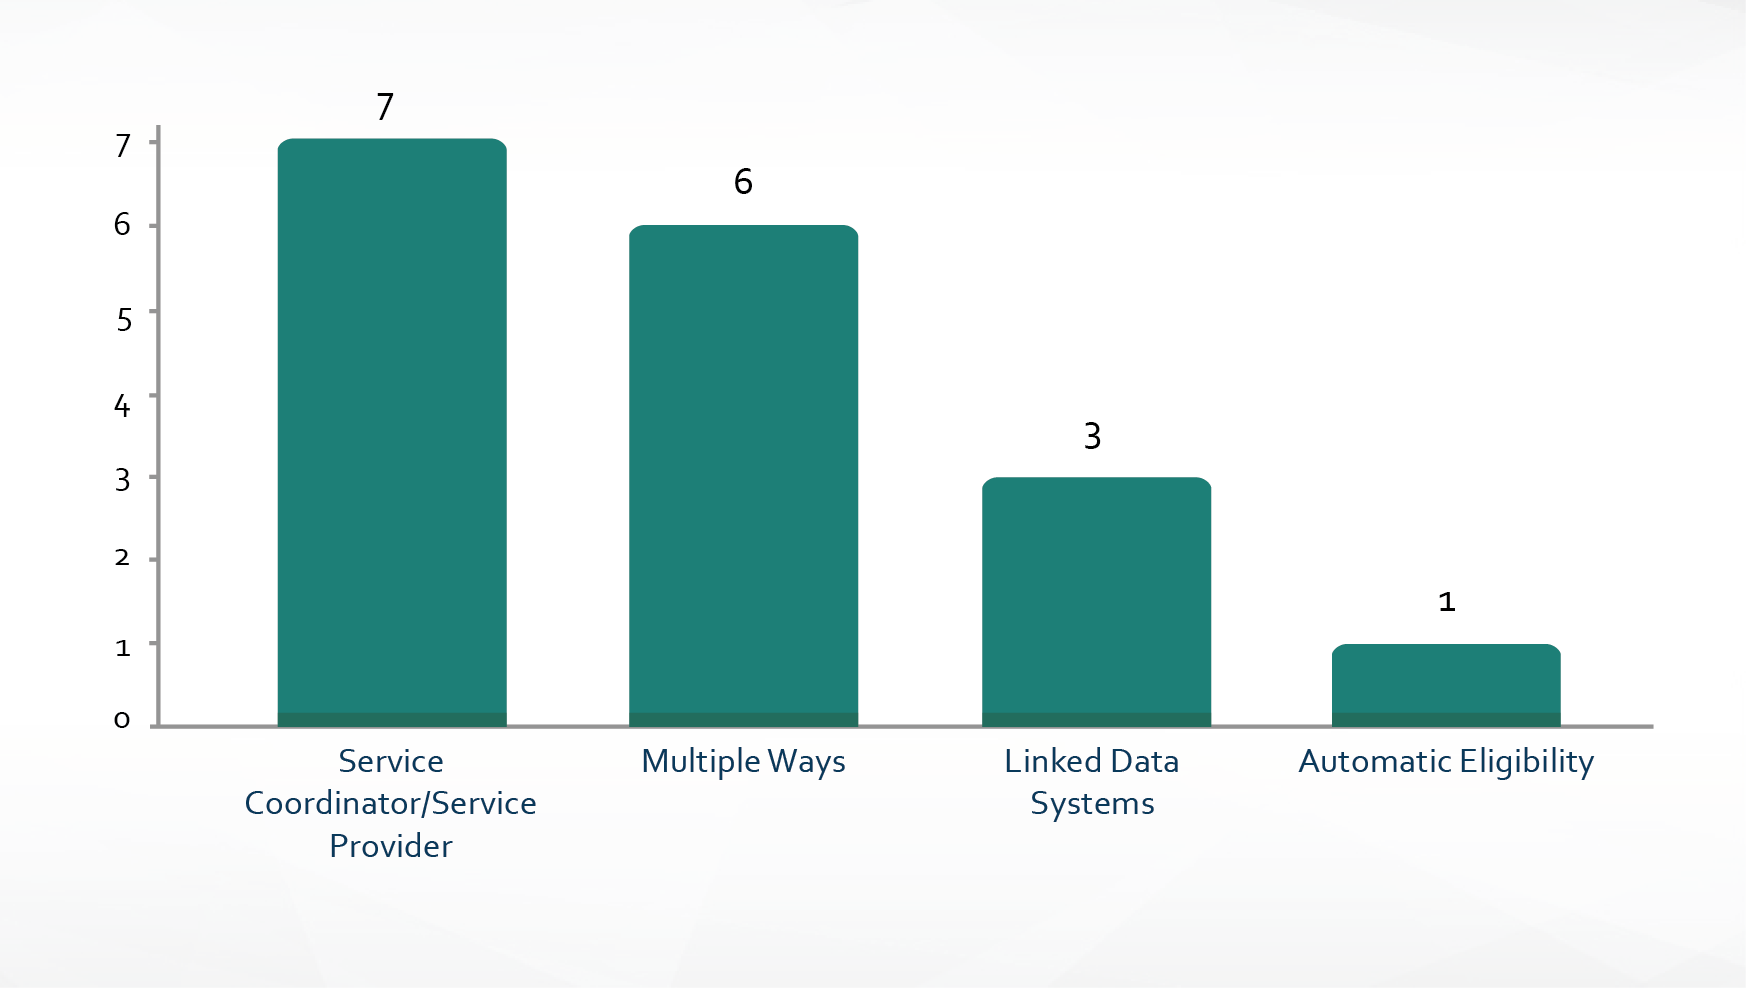 7
6
3
1
7
6
5
4
3
2
1
0
Service
Coordinator/Service
Provider
Multiple Ways
Linked Data
Systems
Automatic Eligibility